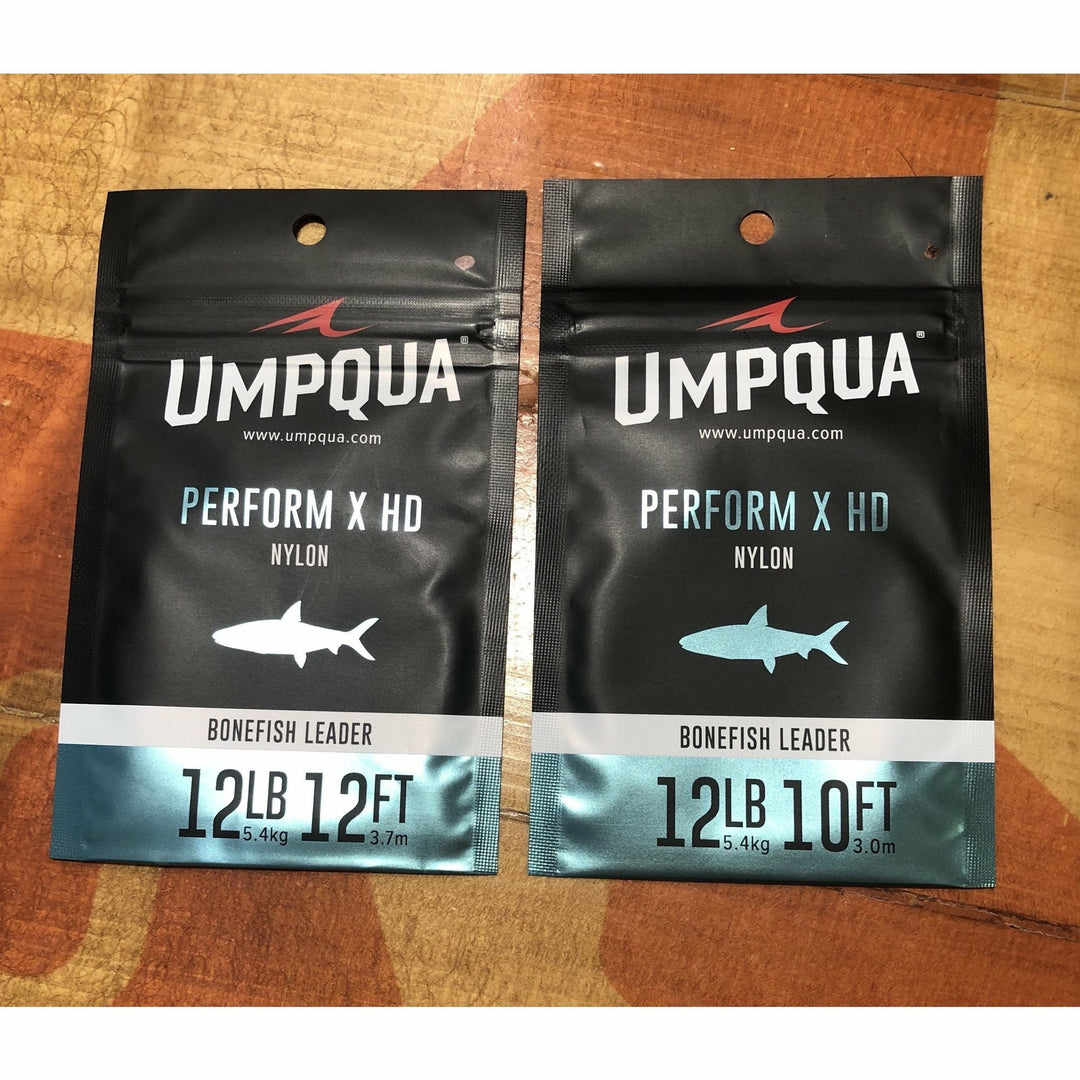 UMPQUA®
www.umpqua.com
PERFORM X HD
NYLON
BONEFISH LEADER
12LB 12FT
5.4kg 3.7m
UMPQUA®
www.umpqua.com
PERFORM X HD
NYLON
BONEFISH LEADER
12LB 10FT
5.4kg 3.0m